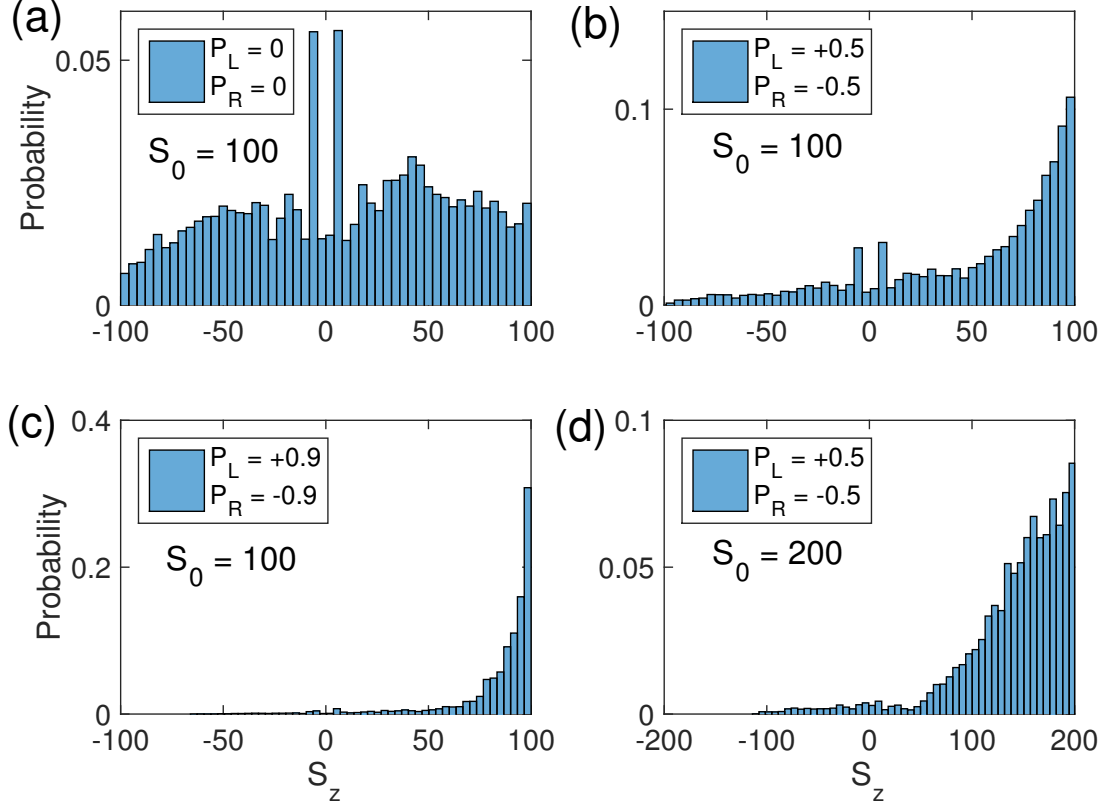 (a)
P_L = 0
P_R = 0
S_0 = 100
Probability
0.05
0
-100 -50 0 50 100
(b)
P_L = +0.5
P_R = -0.5
S_0 = 100
0.1
0
-100 -50 0 50 100
(c)
P_L = +0.9
P_R = -0.9
S_0 = 100
Probability
0.4
0.2
0
-100 -50 0 50 100
S_z
(d)
P_L = +0.5
P_R = -0.5
S_0 = 200
0.1
0.05
0
-200 -100 0 100 200
S_z